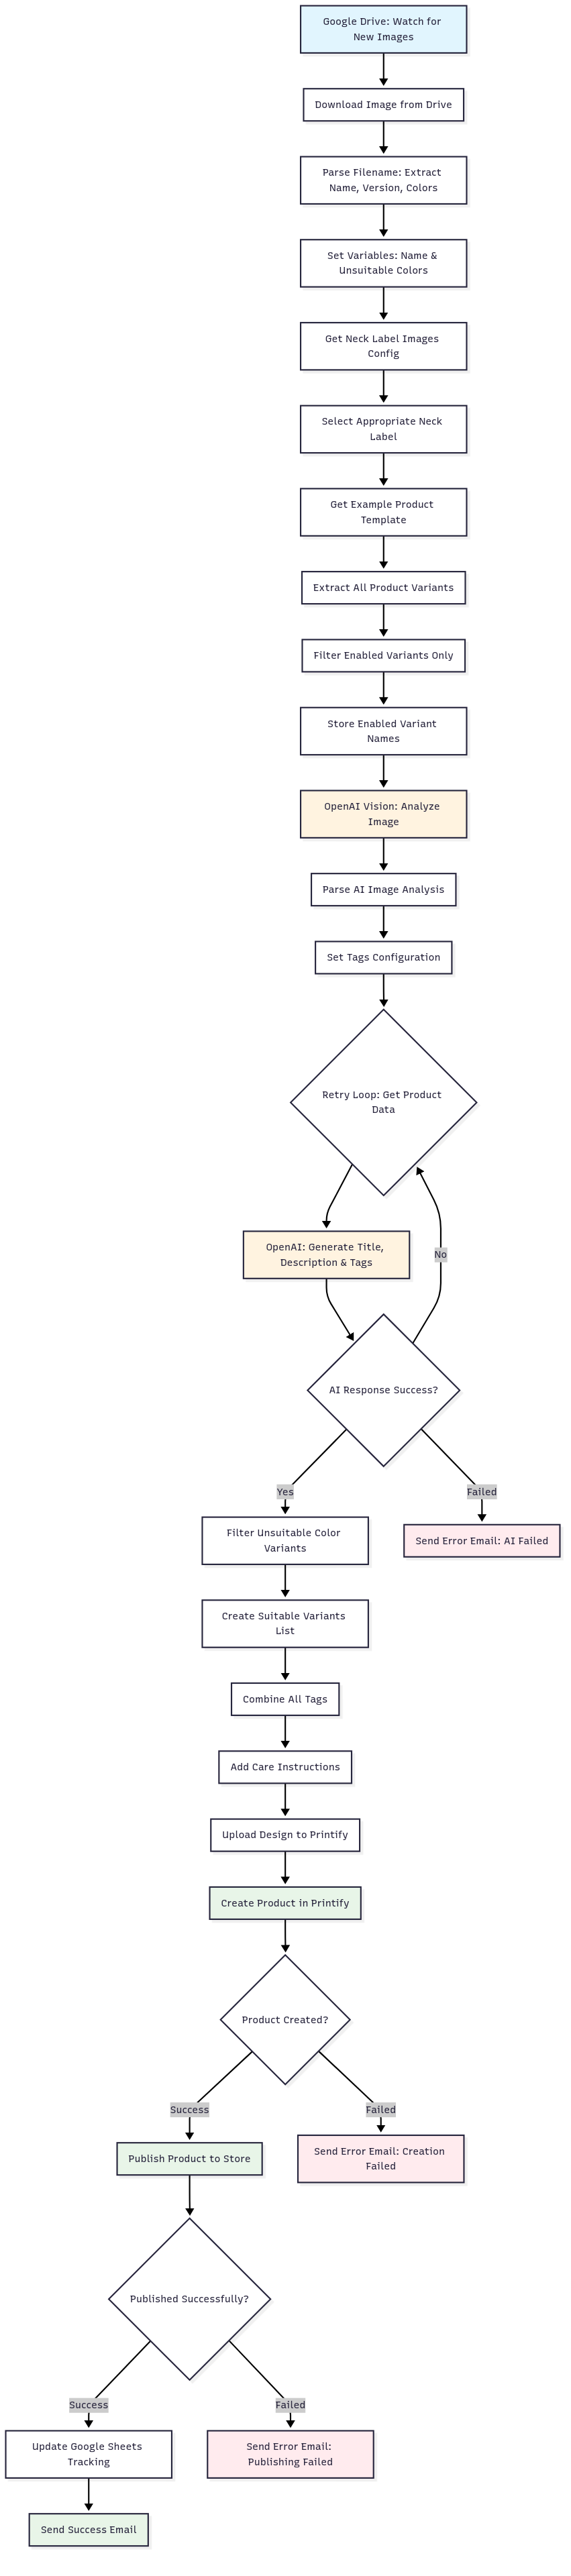 Google Drive: Watch for
New Images
Download Image from Drive
Parse Filename: Extract
Name, Version, Colors
Set Variables: Name &
Unsuitable Colors
Get Neck Label Images
Config
Select Appropriate Neck
Label
Get Example Product
Template
Extract All Product Variants
Filter Enabled Variants Only
Store Enabled Variant
Names
OpenAI Vision: Analyze
Image
Parse AI Image Analysis
Set Tags Configuration
Retry Loop: Get Product
Data
OpenAI: Generate Title,
Description & Tags
No
AI Response Success?
Yes
Failed
Filter Unsuitable Color
Variants
Send Error Email: AI Failed
Create Suitable Variants
List
Combine All Tags
Add Care Instructions
Upload Design to Printify
Create Product in Printify
Product Created?
Success
Failed
Publish Product to Store
Send Error Email: Creation
Failed
Published Successfully?
Success
Failed
Update Google Sheets
Tracking
Send Error Email:
Publishing Failed
Send Success Email